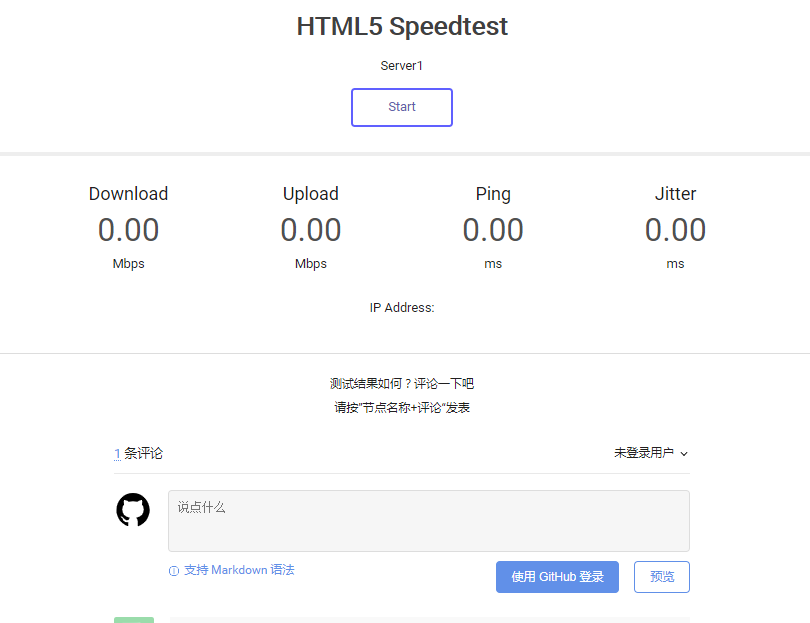 HTML5 Speedtest
Server1
Start
Download
Upload
Ping
Jitter
0.00
0.00
0.00
0.00
Mbps
Mbps
ms
ms
IP Address:
测试结果如何？评论一下吧
请按"节点名称+评论"发表
1 条评论
未登录用户
说点什么
支持 Markdown 语法
使用 GitHub 登录
预览